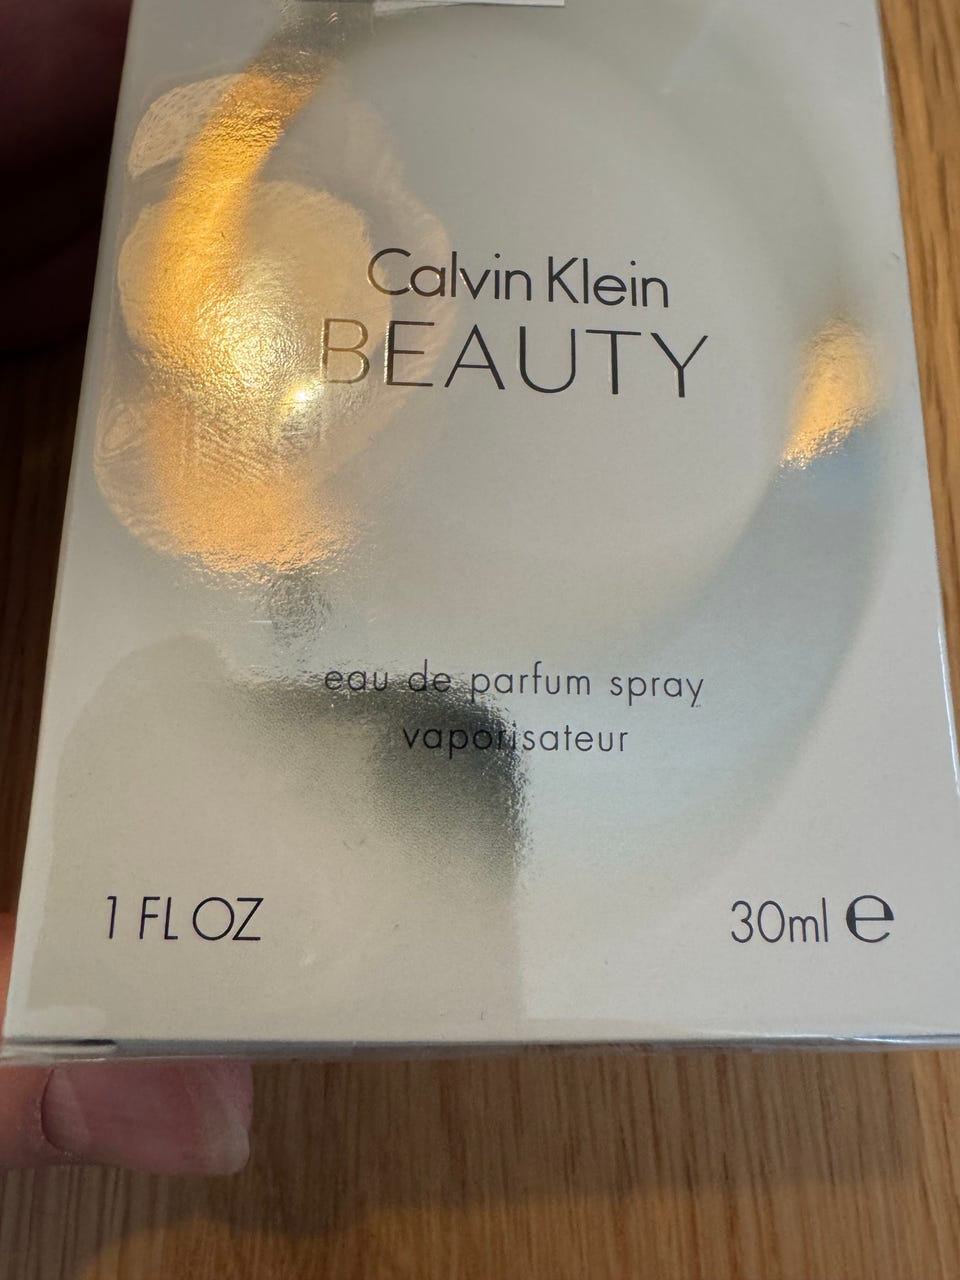 Calvin Klein
BEAUTY
eau de parfum spray
vaporisateur
1 FL OZ
30ml ℮